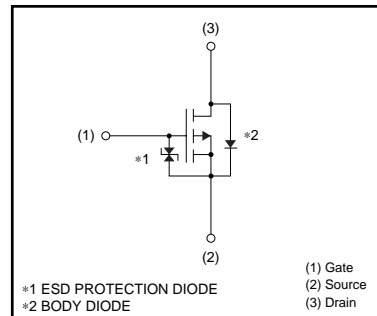 (3)
(1)
∗1
∗2
(2)
∗1 ESD PROTECTION DIODE
∗2 BODY DIODE
(1) Gate
(2) Source
(3) Drain